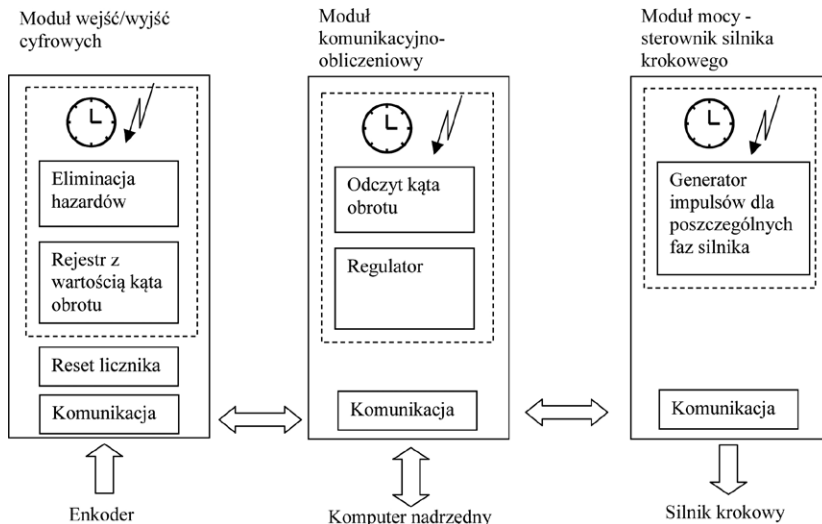 Moduł wejść/wyjść
cyfrowych
Eliminacja
hazardów
Rejestr z
wartością kąta
obrotu
Reset licznika
Komunikacja
Enkoder
Moduł
komunikacyjno-
obliczeniowy
Odczyt kąta
obrotu
Regulator
Komunikacja
Komputer nadrzędny
Moduł mocy -
sterownik silnika
krokowego
Generator
impulsów dla
poszczególnych
faz silnika
Komunikacja
Silnik krokowy